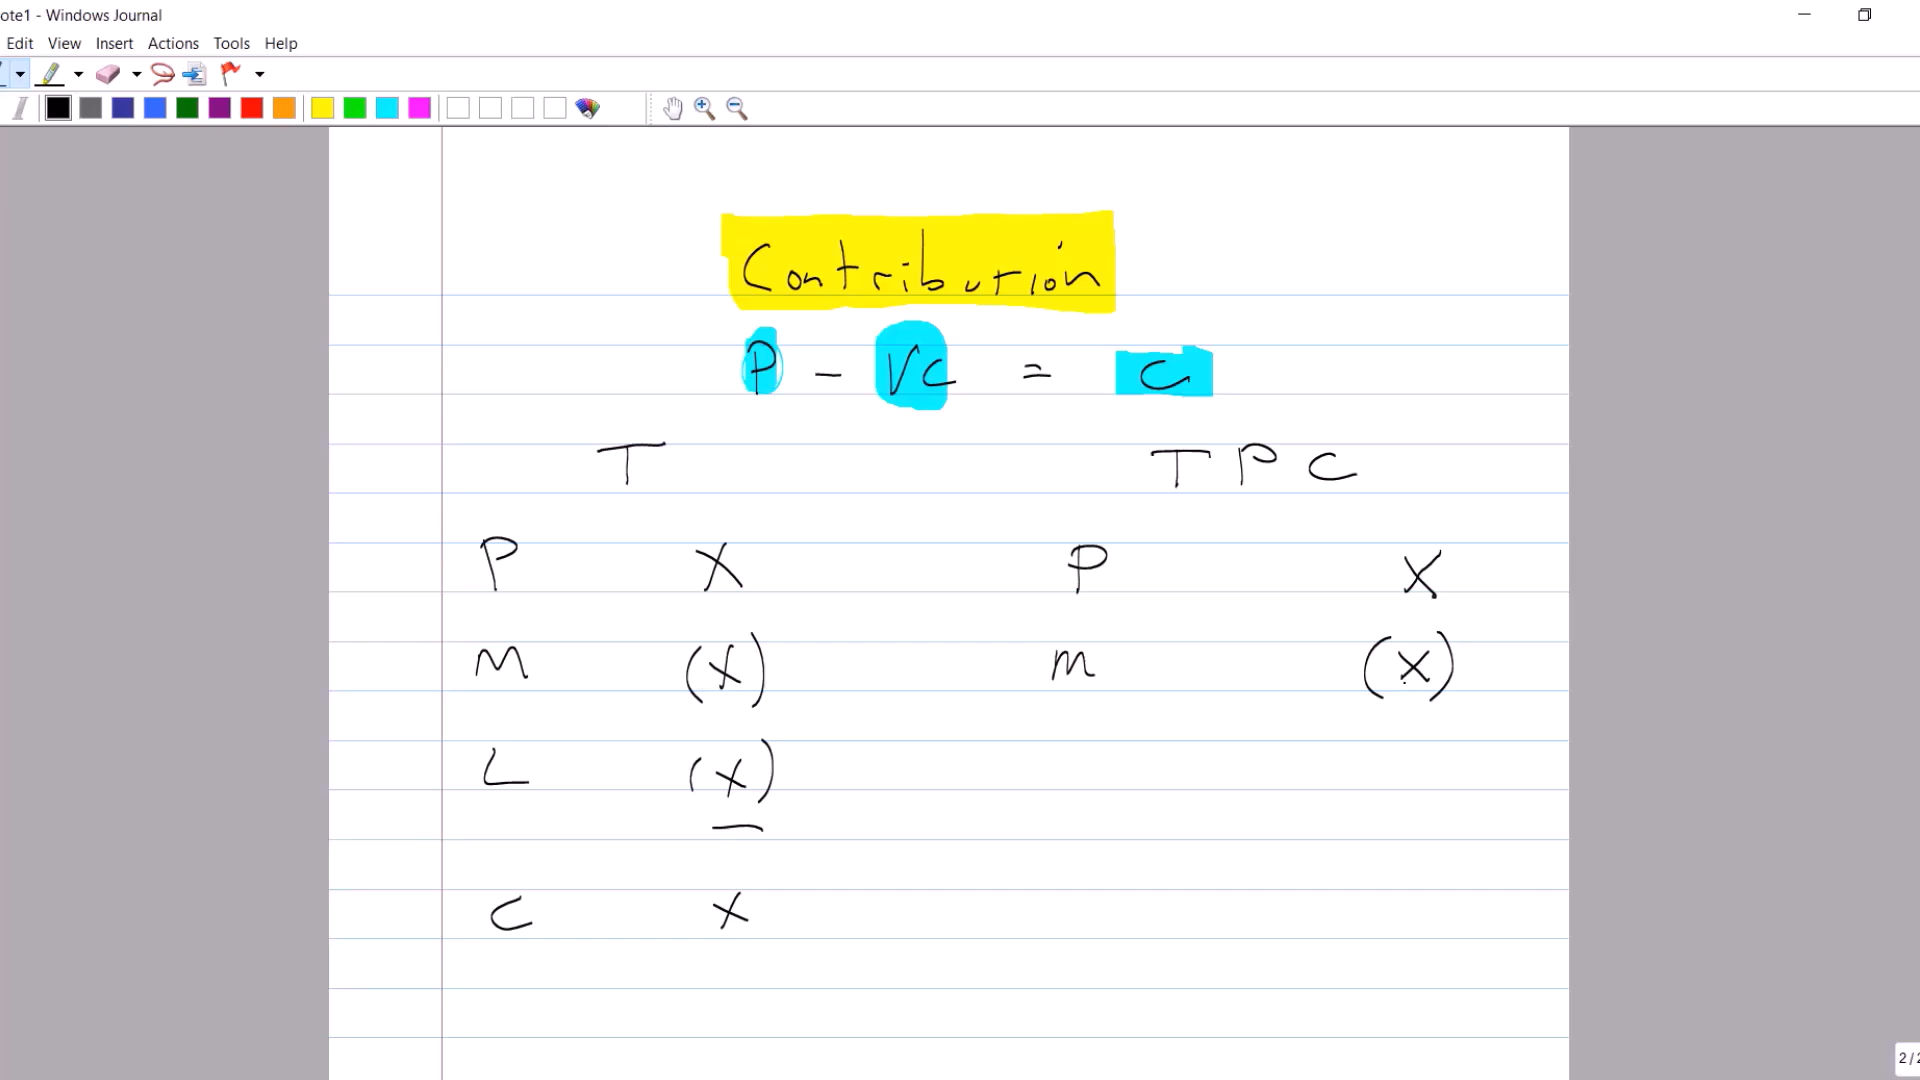 ote1 - Windows Journal
Edit View Insert Actions Tools Help
Contribution
P - VC = C
T TPC
P X P X
M (X) M (X)
L (X)
C X
2/2